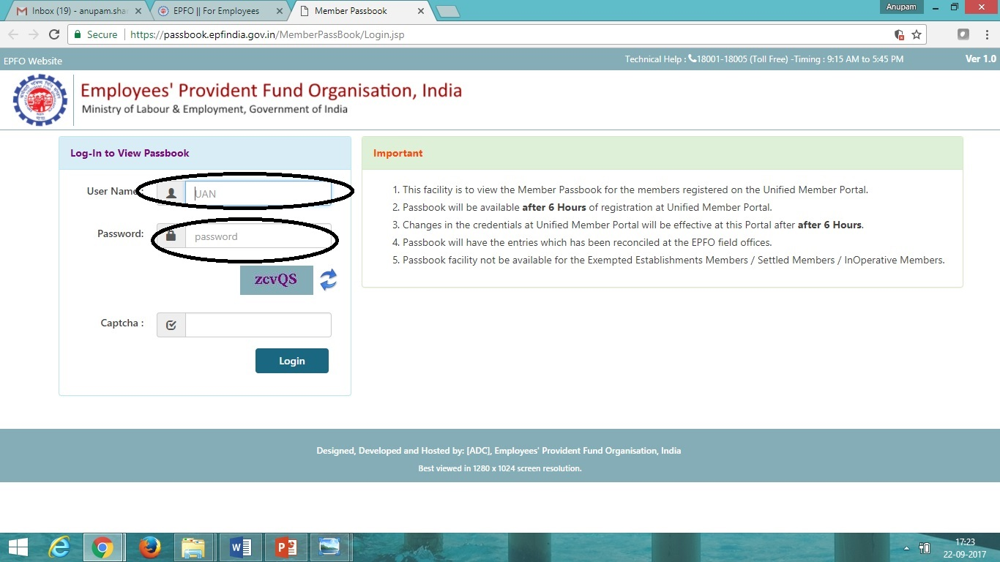 Inbox (19) - anupam.sha
EPFO || For Employees
Member Passbook
Anupam
Secure
https://passbook.epfindia.gov.in/MemberPassBook/Login.jsp
EPFO Website
Technical Help : 18001-18005 (Toll Free) -Timing : 9:15 AM to 5:45 PM
Ver 1.0
Employees' Provident Fund Organisation, India
Ministry of Labour & Employment, Government of India
Log-In to View Passbook
User Name
UAN
Password:
password
zcvQS
Captcha :
Login
Important
1. This facility is to view the Member Passbook for the members registered on the Unified Member Portal.
2. Passbook will be available after 6 Hours of registration at Unified Member Portal.
3. Changes in the credentials at Unified Member Portal will be effective at this Portal after after 6 Hours.
4. Passbook will have the entries which has been reconciled at the EPFO field offices.
5. Passbook facility not be available for the Exempted Establishments Members / Settled Members / InOperative Members.
Designed, Developed and Hosted by: [ADC], Employees' Provident Fund Organisation, India
Best viewed in 1280 x 1024 screen resolution.
17:23
22-09-2017